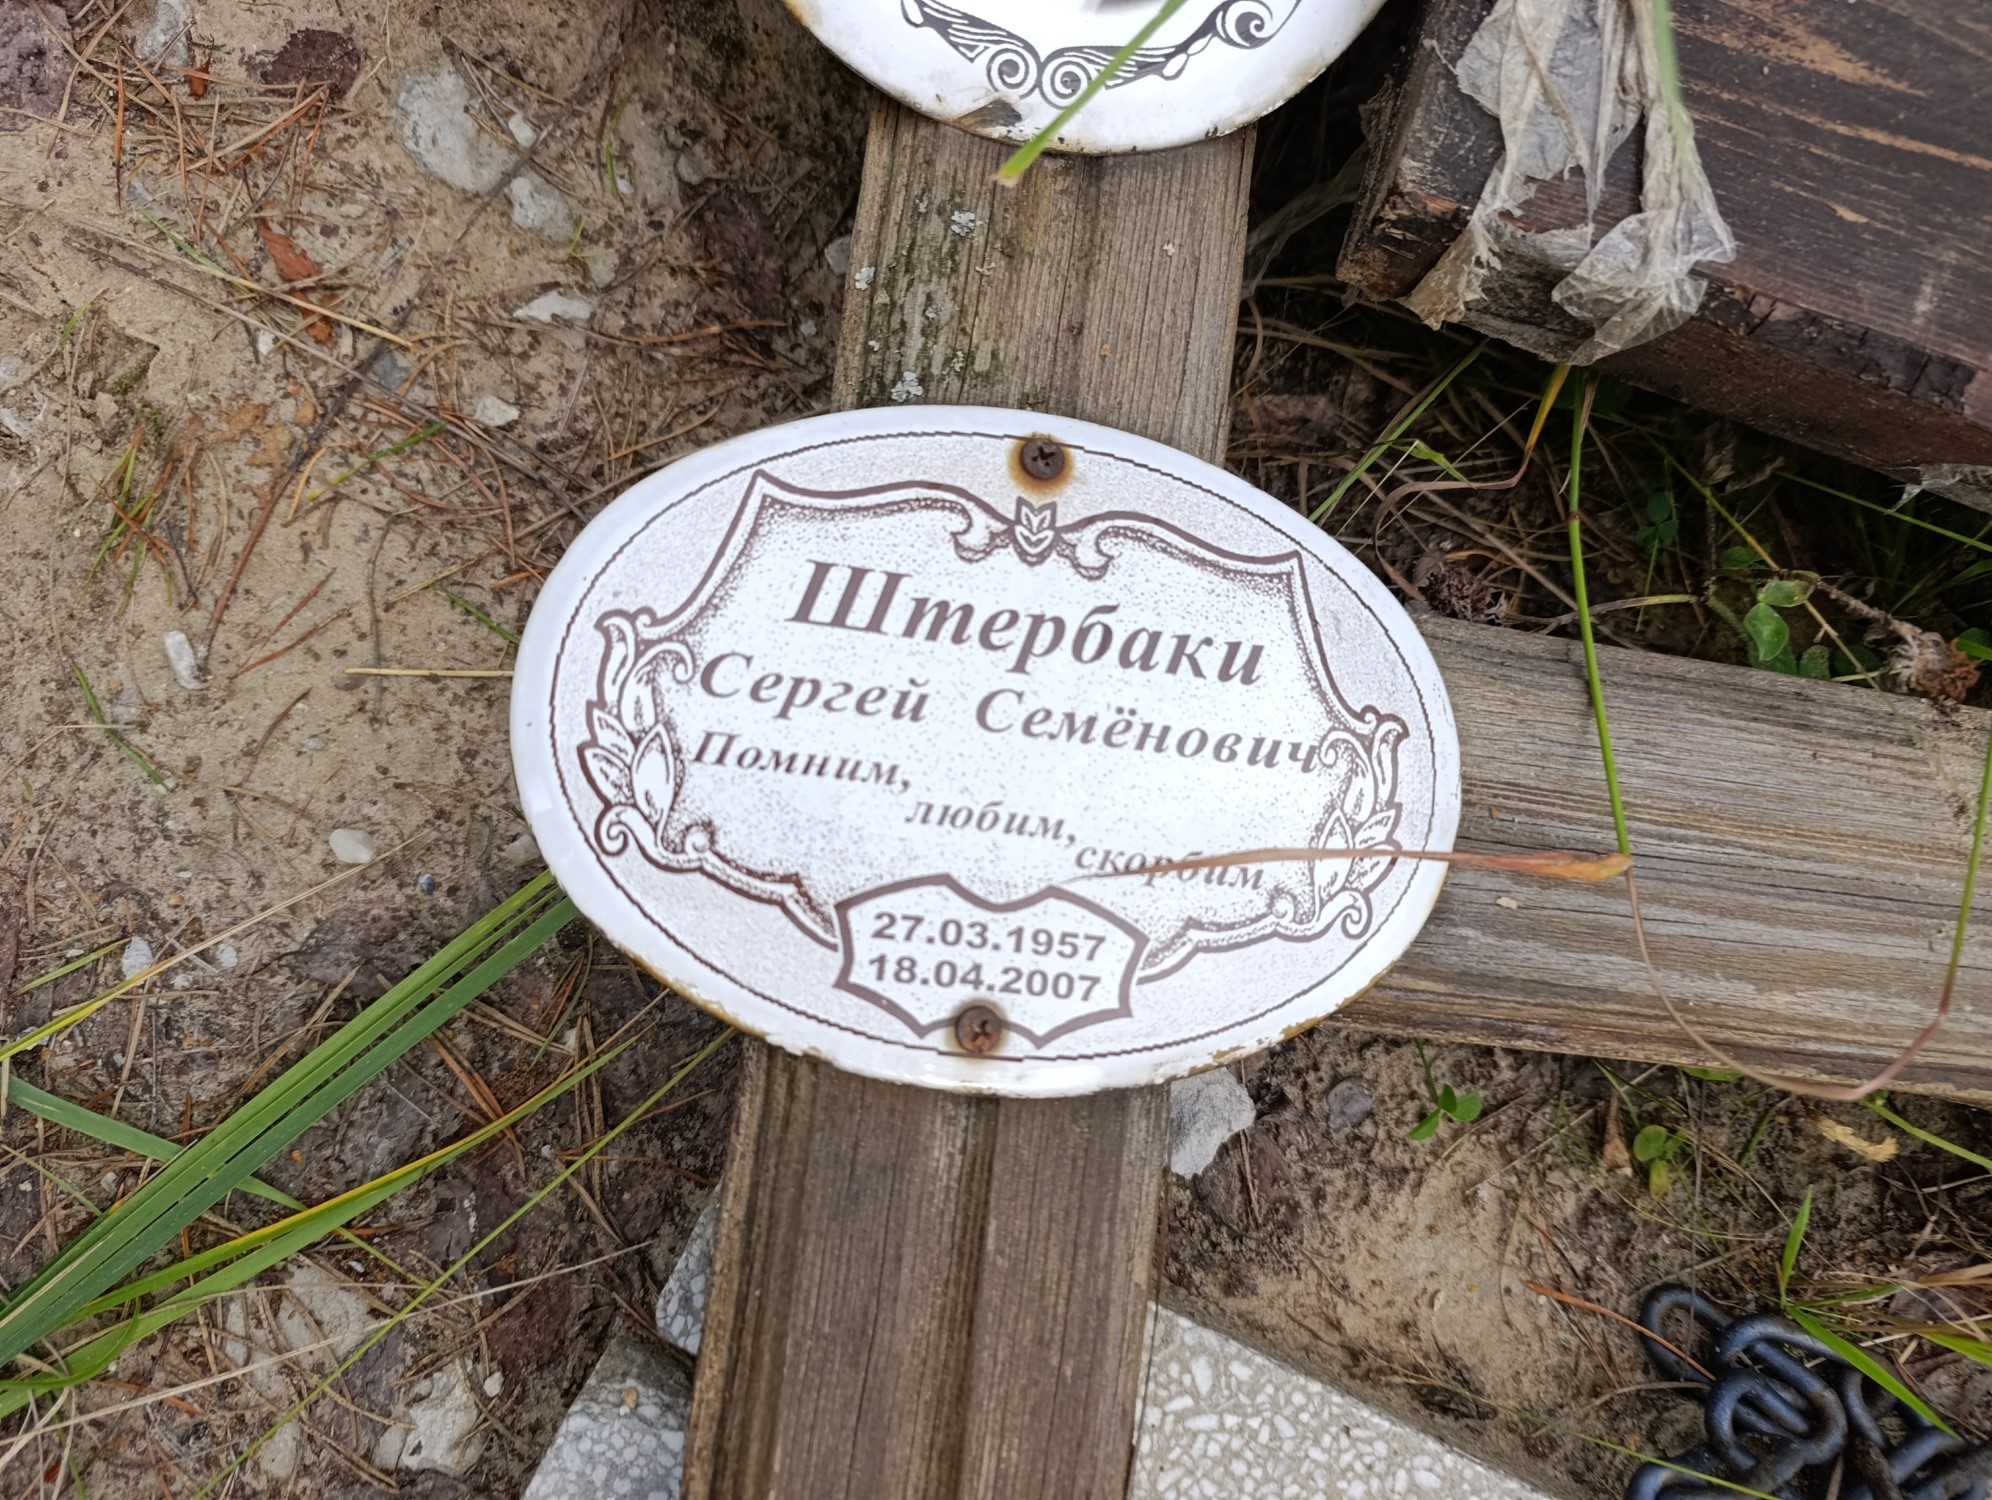 Штербаки
Сергей Семёнович
Помним,
любим,
скорбим
27.03.1957
18.04.2007